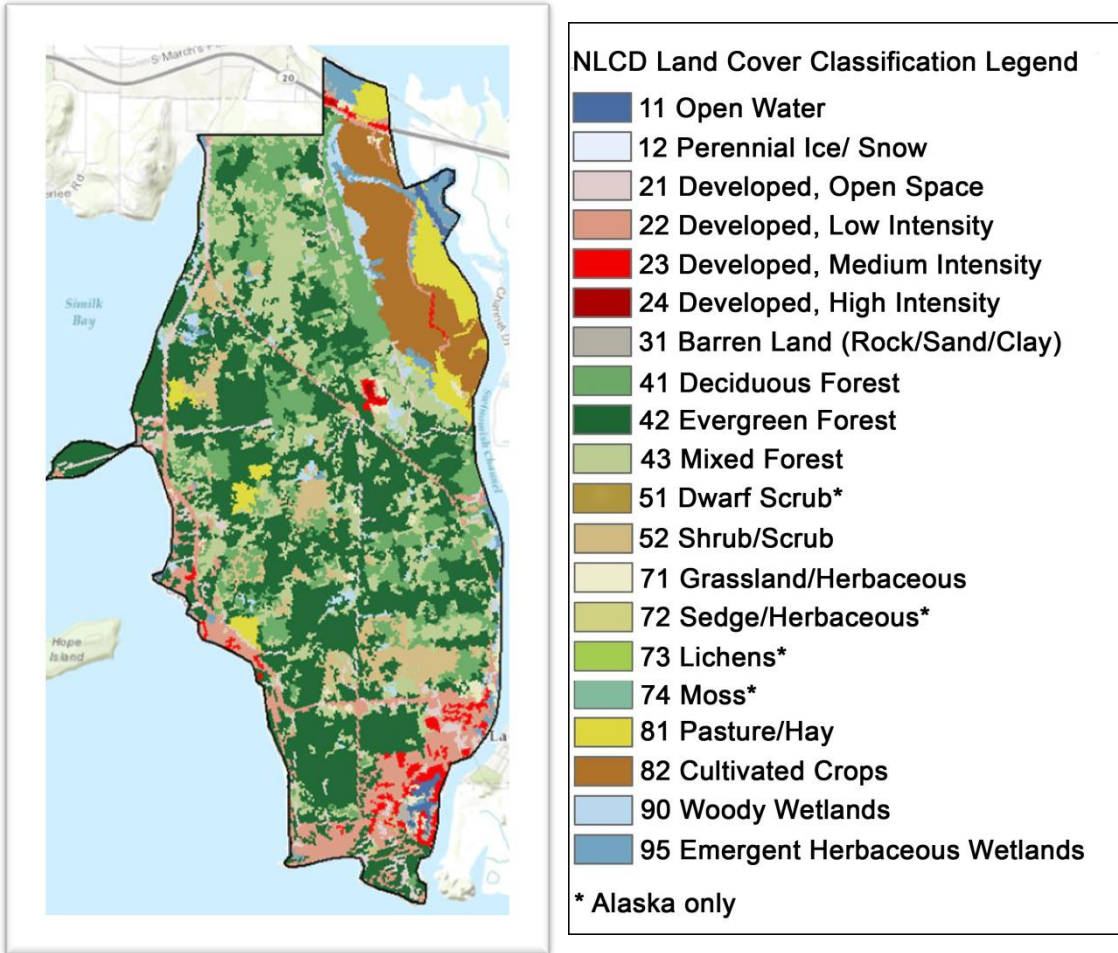 S March's P
20
erlee Rd
Similk
Bay
Channel Dr
Swinomish Channel
Hope
Island
La
NLCD Land Cover Classification Legend
11 Open Water
12 Perennial Ice/ Snow
21 Developed, Open Space
22 Developed, Low Intensity
23 Developed, Medium Intensity
24 Developed, High Intensity
31 Barren Land (Rock/Sand/Clay)
41 Deciduous Forest
42 Evergreen Forest
43 Mixed Forest
51 Dwarf Scrub*
52 Shrub/Scrub
71 Grassland/Herbaceous
72 Sedge/Herbaceous*
73 Lichens*
74 Moss*
81 Pasture/Hay
82 Cultivated Crops
90 Woody Wetlands
95 Emergent Herbaceous Wetlands
* Alaska only